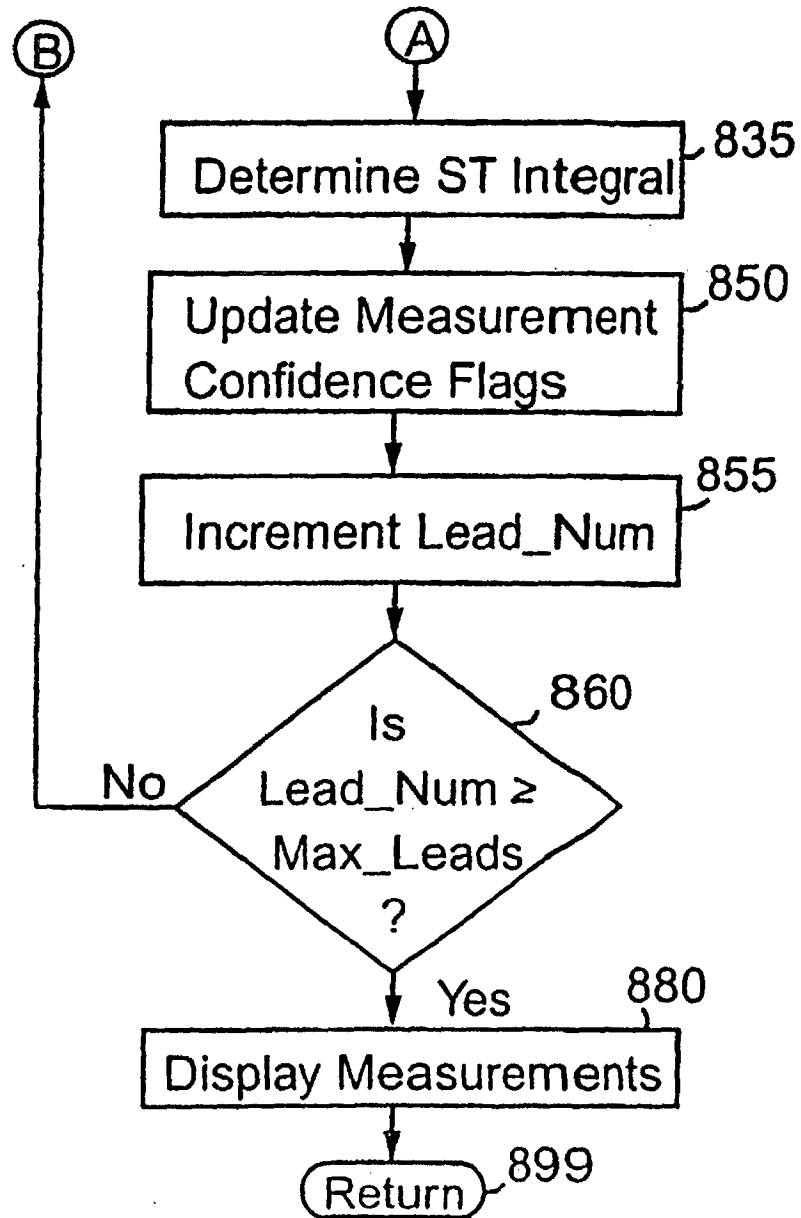 B
A
835
Determine ST Integral
850
Update Measurement
Confidence Flags
855
Increment Lead_Num
860
Is
Lead_Num ≥
Max_Leads
?
No
Yes
880
Display Measurements
Return
899